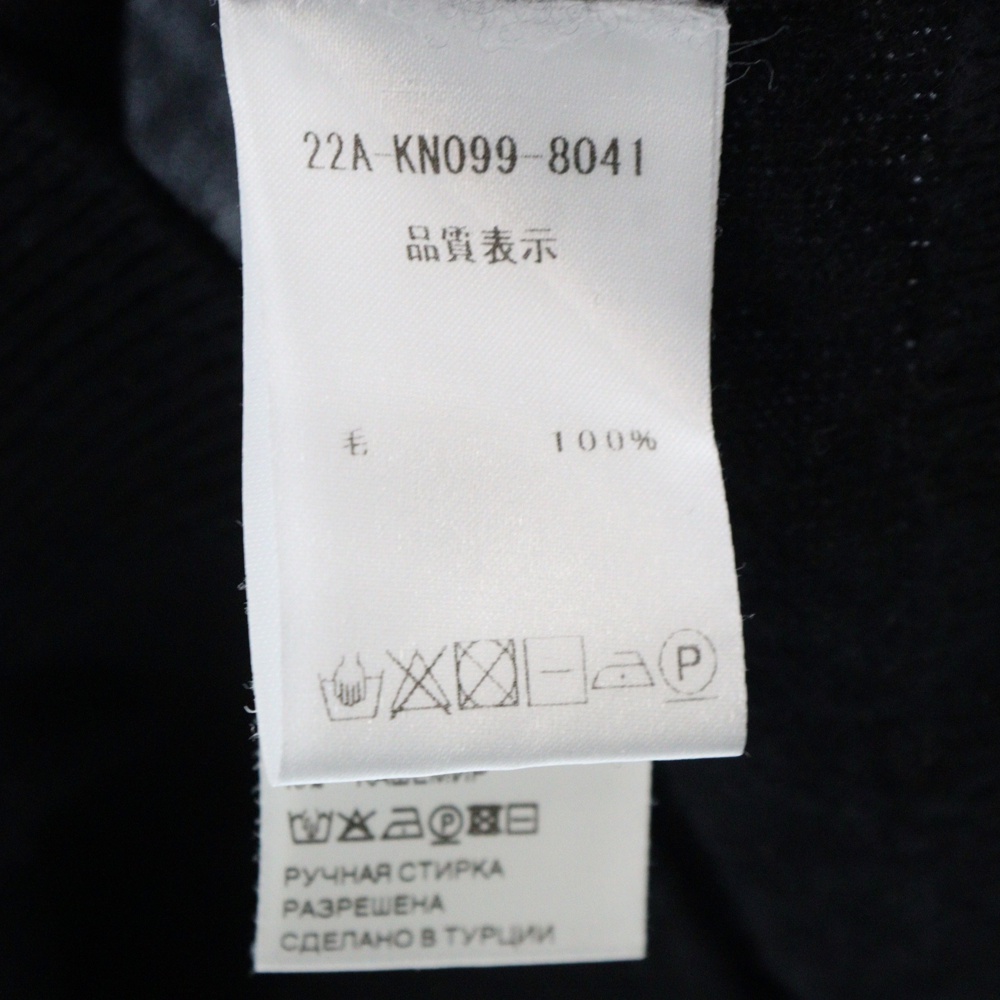 22A-KN099-8041
品質表示
毛 100%
P
P
РУЧНАЯ СТИРКА
РАЗРЕШЕНА
СДЕЛАНО В ТУРЦИИ